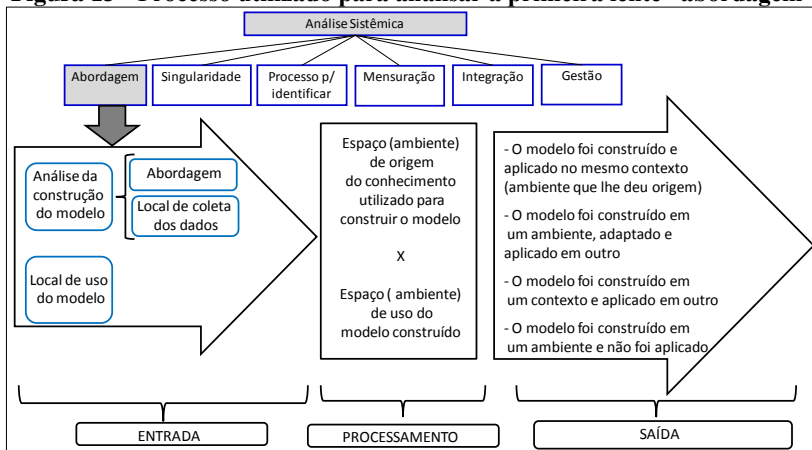 Figura 13 - Processo utilizado para analisar a primeira lente "abordagem"
Análise Sistêmica
Abordagem
Singularidade
Processo p/
identificar
Mensuração
Integração
Gestão
Análise da
construção
do modelo
Abordagem
Local de coleta
dos dados
Local de uso
do modelo
Espaço (ambiente)
de origem
do conhecimento
utilizado para
construir o modelo
X
Espaço ( ambiente)
de uso do
modelo construído
- O modelo foi construído e
aplicado no mesmo contexto
(ambiente que lhe deu origem)
- O modelo foi construído em
um ambiente, adaptado e
aplicado em outro
- O modelo foi construído em
um contexto e aplicado em outro
- O modelo foi construído em
um ambiente e não foi aplicado
ENTRADA
PROCESSAMENTO
SAÍDA